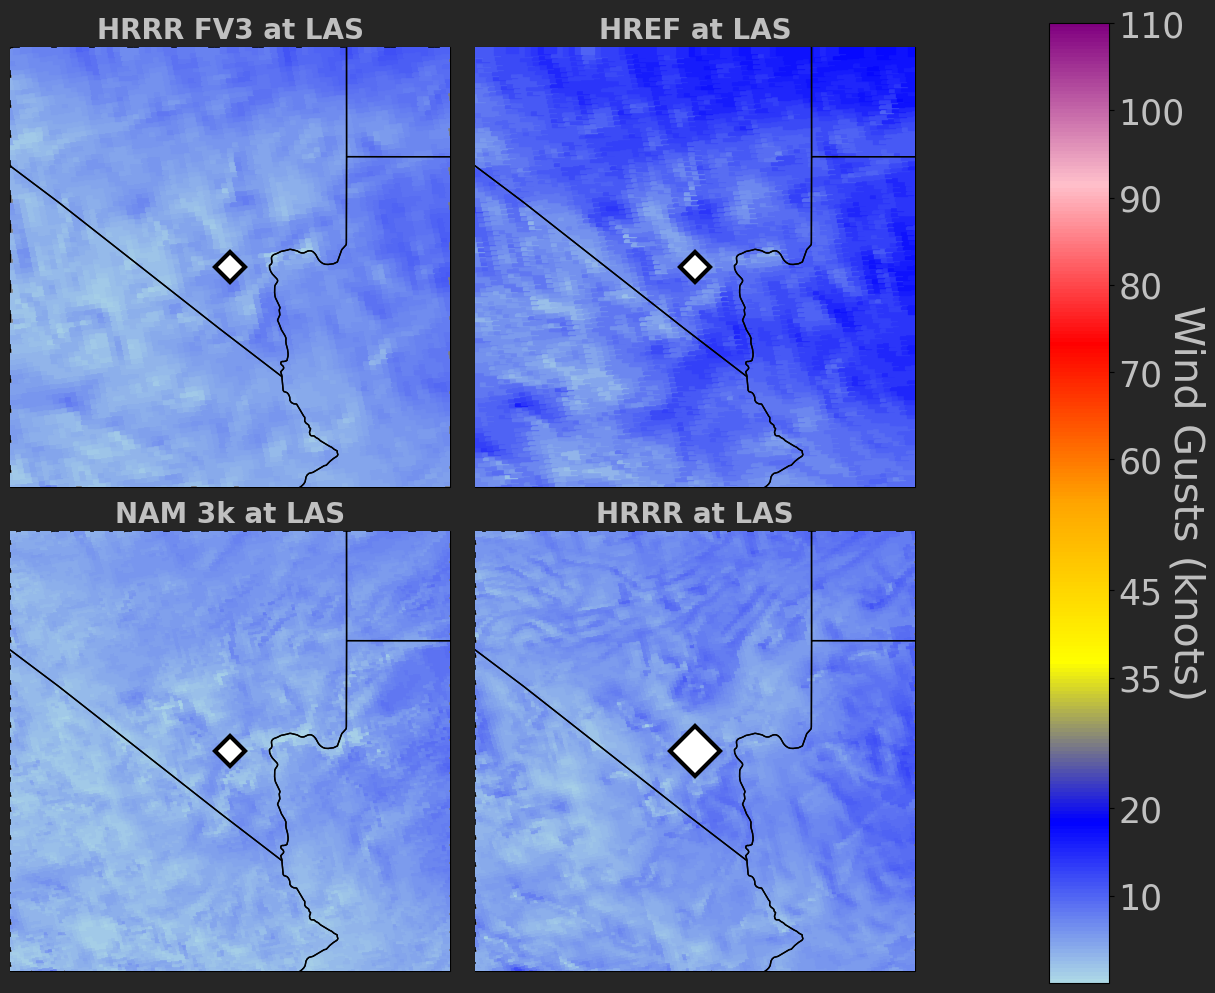 HRRR FV3 at LAS
HREF at LAS
NAM 3k at LAS
HRRR at LAS
110
100
90
80
70
60
45
35
20
10
Wind Gusts (knots)